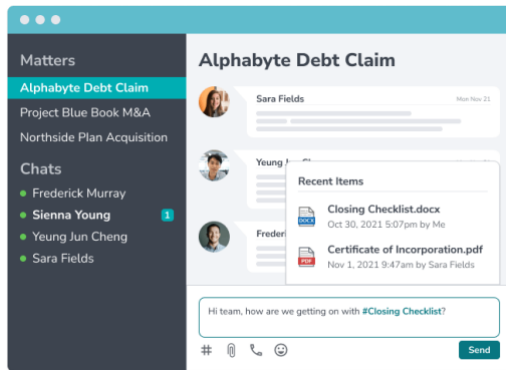 Matters
Alphabyte Debt Claim
Project Blue Book M&A
Northside Plan Acquisition
Chats
Frederick Murray
Sienna Young 1
Yeung Jun Cheng
Sara Fields
Alphabyte Debt Claim
Sara Fields Mon Nov 21
Yeung
Recent Items
Closing Checklist.docx
DOCX
Oct 30, 2021 5:07pm by Me
Certificate of Incorporation.pdf
PDF
Nov 1, 2021 9:47am by Sara Fields
Hi team, how are we getting on with #Closing Checklist?
Send